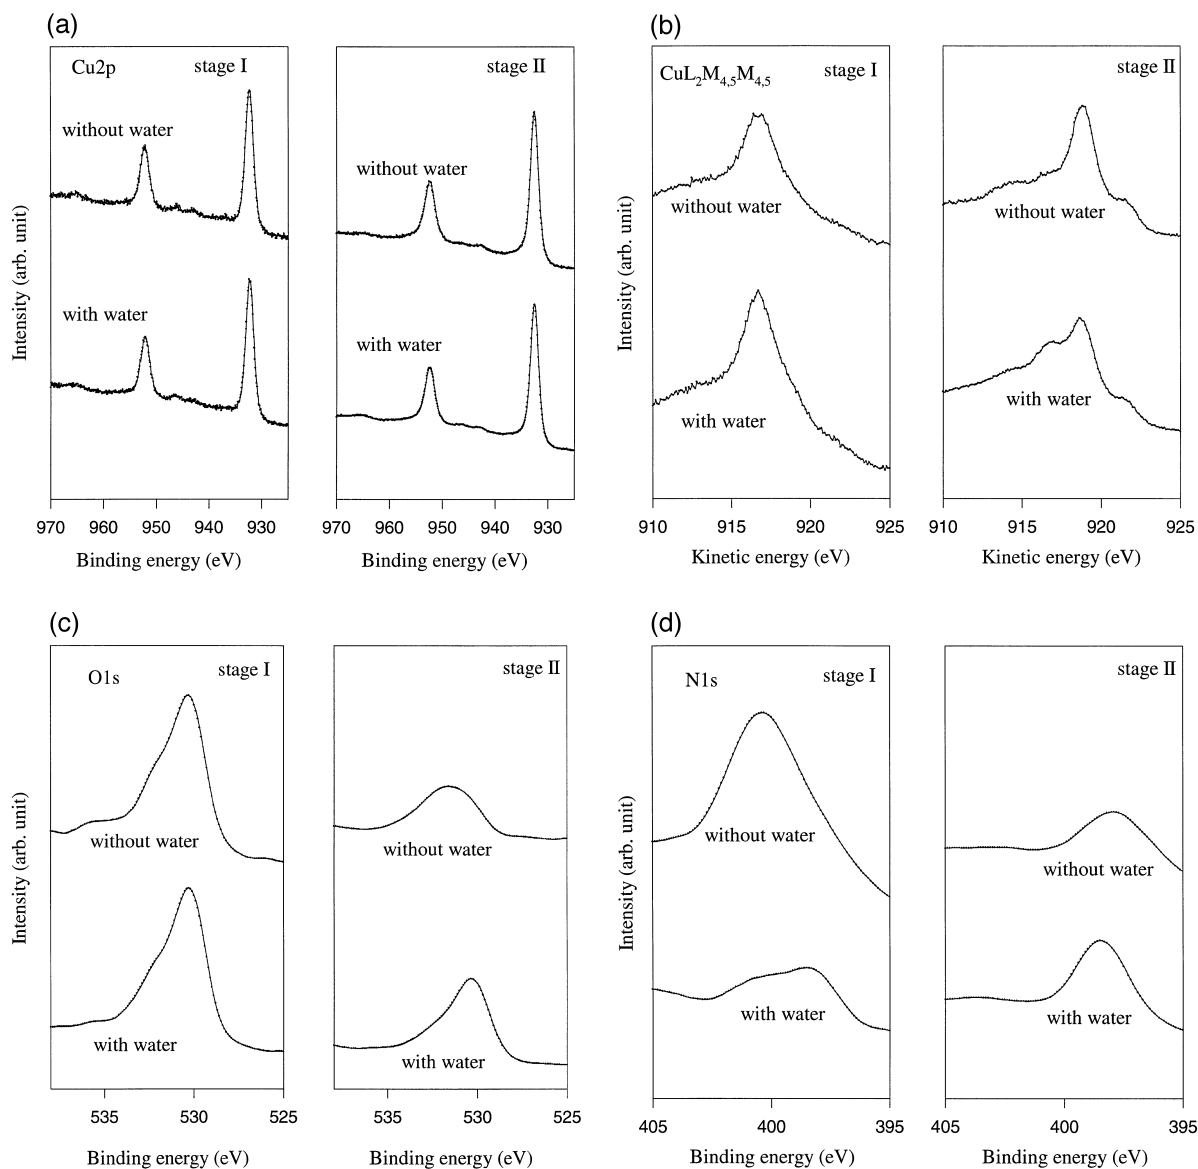 (a)
Cu2p
stage I
without water
with water
stage II
without water
with water
Intensity (arb. unit)
970 960 950 940 930
970 960 950 940 930
Binding energy (eV)
Binding energy (eV)
(b)
CuL₂M₄,₅M₄,₅
stage I
without water
with water
stage II
without water
with water
Intensity (arb. unit)
910 915 920 925
910 915 920 925
Kinetic energy (eV)
Kinetic energy (eV)
(c)
O1s
stage I
without water
with water
stage II
without water
with water
Intensity (arb. unit)
535 530 525
535 530 525
Binding energy (eV)
Binding energy (eV)
(d)
N1s
stage I
without water
with water
stage II
without water
with water
Intensity (arb. unit)
405 400 395
405 400 395
Binding energy (eV)
Binding energy (eV)